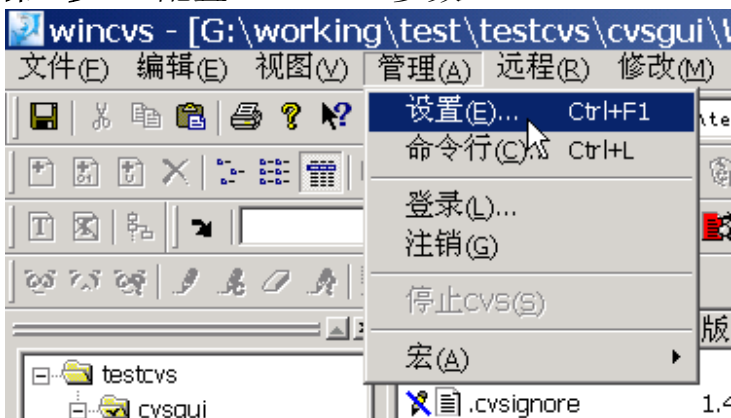 wincvs - [G:\working\test\testcvs\cvsgui\
文件(F) 编辑(E) 视图(V) 管理(A) 远程(R) 修改(M)
设置(E)... Ctrl+F1
命令行(C)... Ctrl+L
登录(L)...
注销(G)
停止CVS(S)
宏(A)
版
testcvs
cvsgui
.cvsignore 1.4